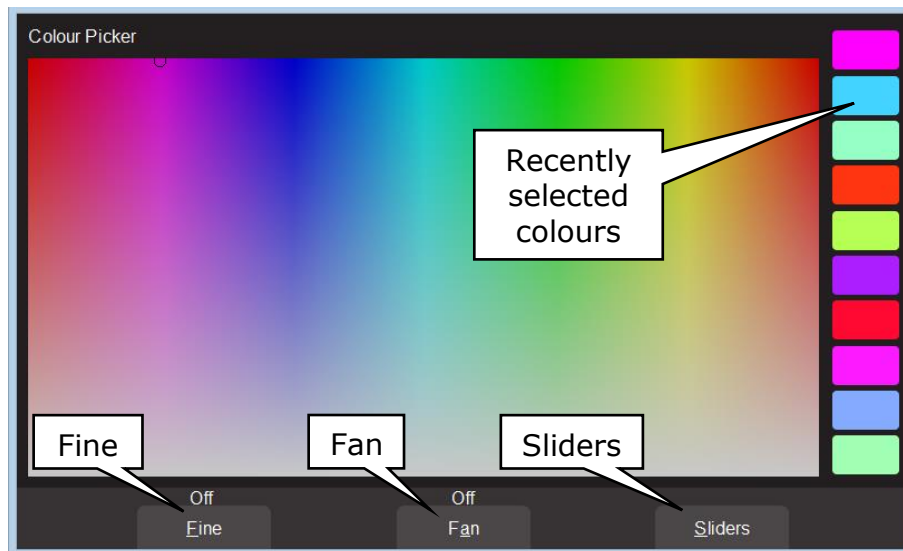 Colour Picker
Recently
selected
colours
Fine
Fan
Sliders
Off
Off
Fine
Fan
Sliders